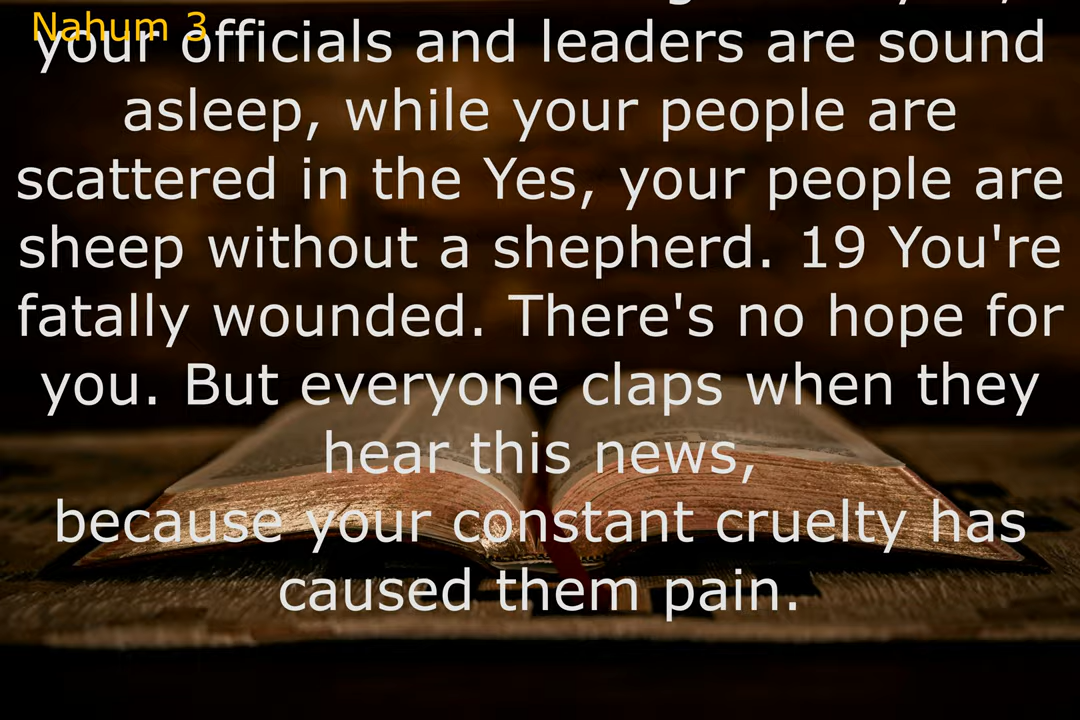 Nahum 3
your officials and leaders are sound
asleep, while your people are
scattered in the Yes, your people are
sheep without a shepherd. 19 You're
fatally wounded. There's no hope for
you. But everyone claps when they
hear this news,
because your constant cruelty has
caused them pain.